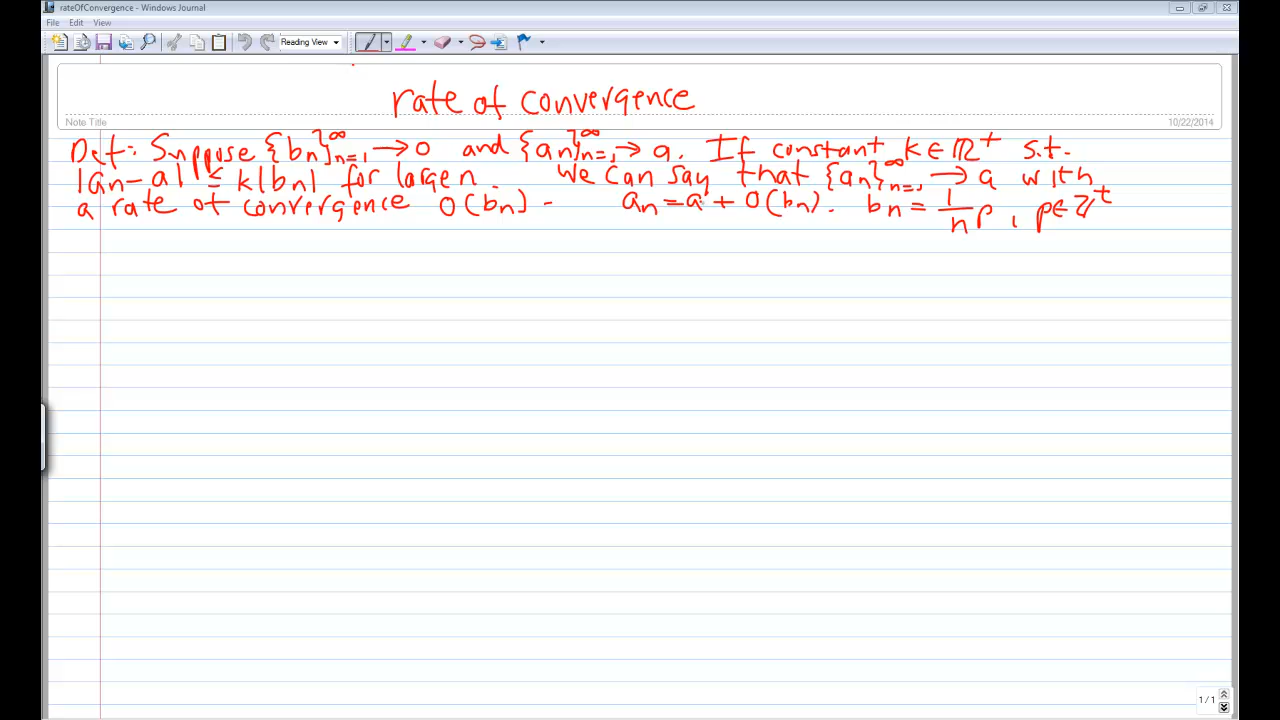 rateOfConvergence - Windows Journal
File Edit View
Reading View
rate of convergence
Note Title
10/22/2014
Def: Suppose {bn}∞n=1 → 0 and {an}∞n=1 → a. If constant k ∈ ℝ+ s.t.
|an - a| ≤ k|bn| for large n. We can say that {an}∞n=1 → a with
a rate of convergence O(bn). an = a + O(bn). bn = 1/n^p, p ∈ ℤ+
1/1